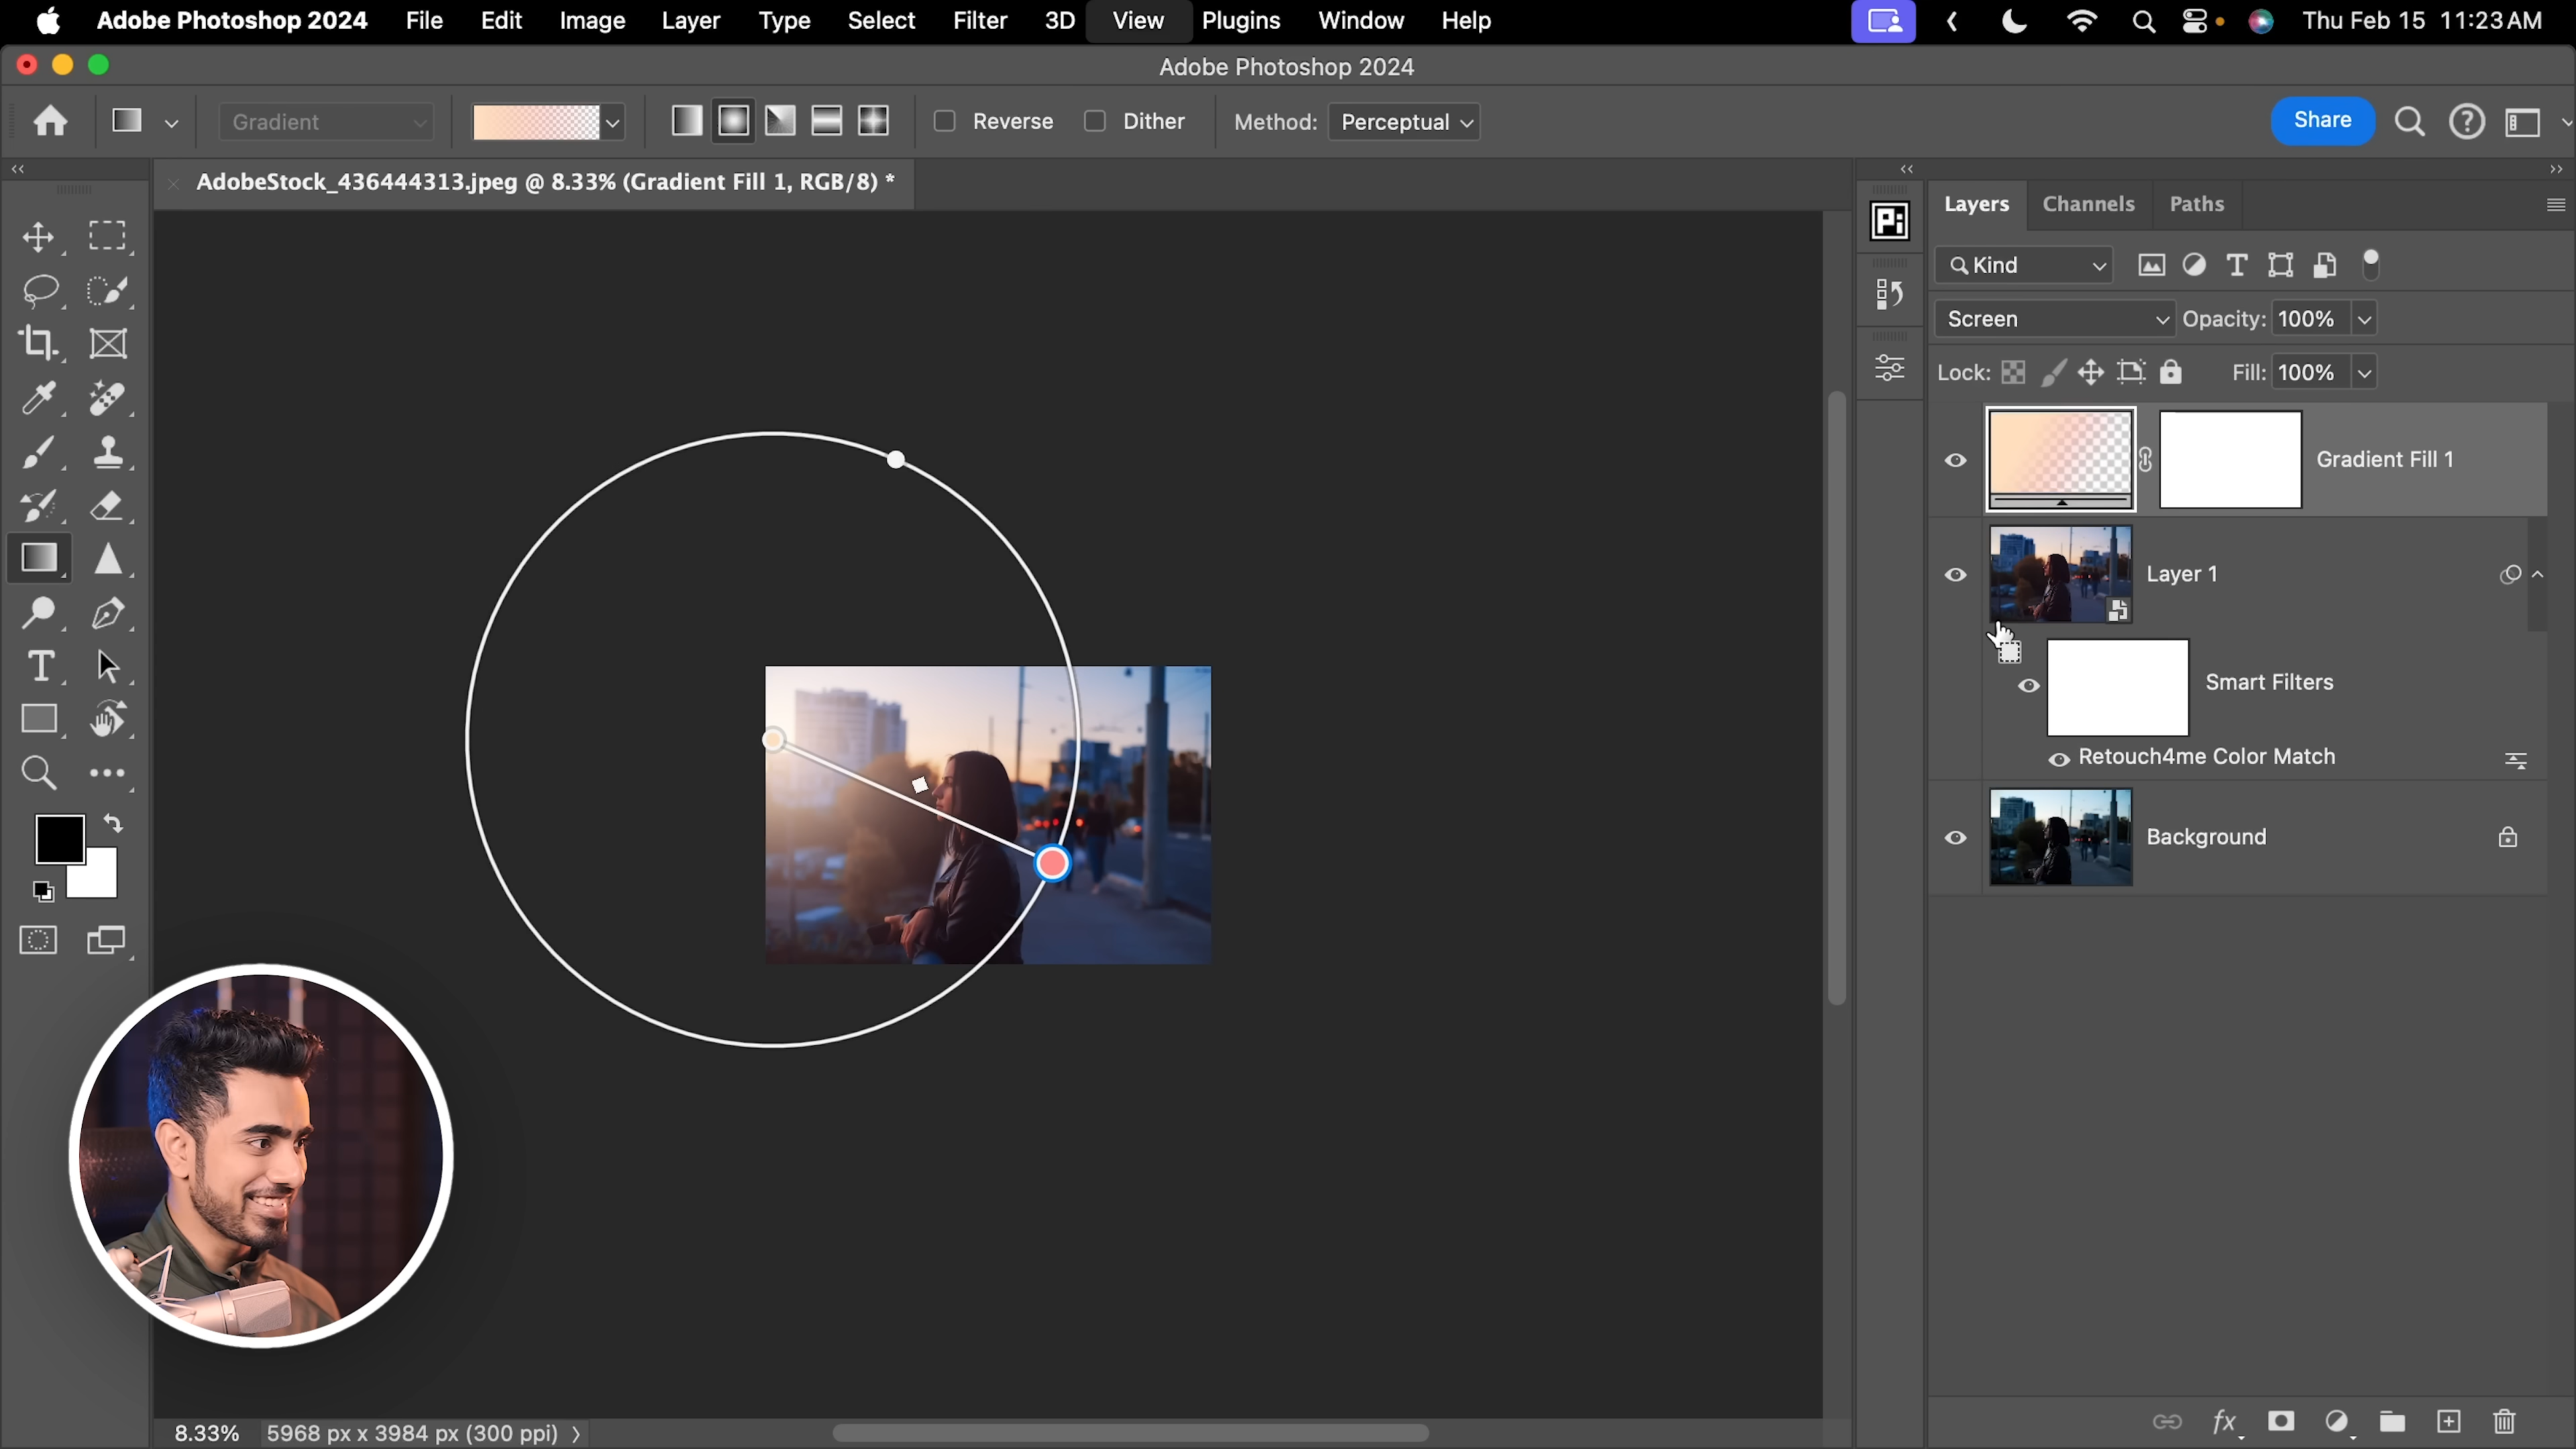 Adobe Photoshop 2024 File Edit Image Layer Type Select Filter 3D View Plugins Window Help Thu Feb 15 11:23 AM
Adobe Photoshop 2024
Gradient Reverse Dither Method: Perceptual Share
AdobeStock_436444313.jpeg @ 8.33% (Gradient Fill 1, RGB/8) *
Pi
Layers Channels Paths
Kind
Screen Opacity: 100%
Lock: Fill: 100%
Gradient Fill 1
Layer 1
Smart Filters
Retouch4me Color Match
Background
8.33% 5968 px x 3984 px (300 ppi)
fx